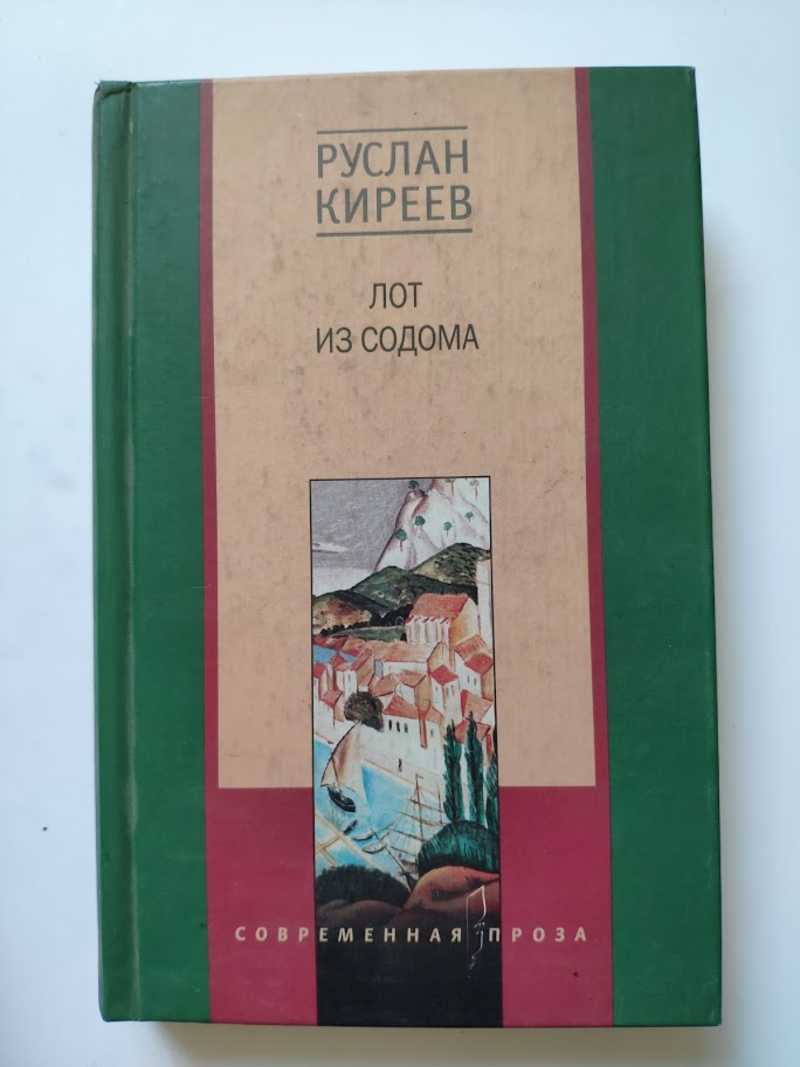 РУСЛАН
КИРЕЕВ
ЛОТ
ИЗ СОДОМА
СОВРЕМЕННАЯ ПРОЗА